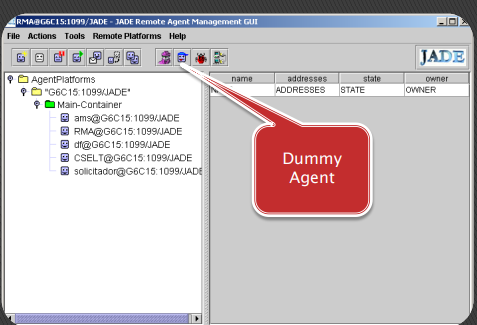 RMA@G6C15:1099/JADE - JADE Remote Agent Management GUI
File Actions Tools Remote Platforms Help
JADE
AgentPlatforms
"G6C15:1099/JADE"
Main-Container
ams@G6C15:1099/JADE
RMA@G6C15:1099/JADE
df@G6C15:1099/JADE
CSELT@G6C15:1099/JADE
solicitador@G6C15:1099/JADE
name addresses state owner
ADDRESSES STATE OWNER
Dummy
Agent